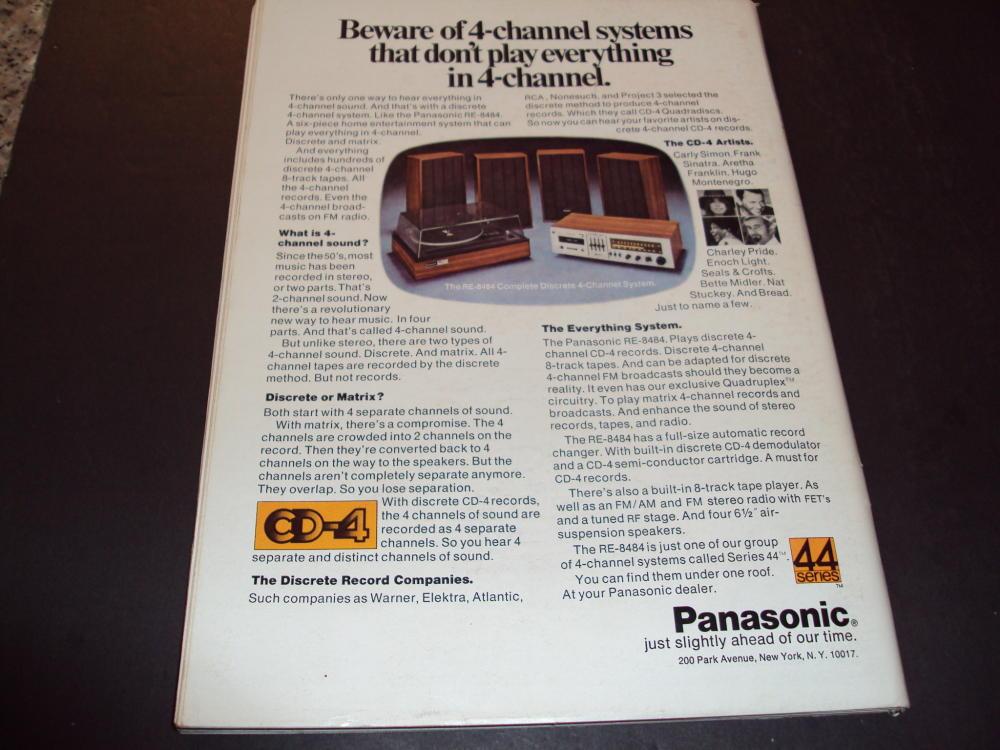 Beware of 4-channel systems
that don't play everything
in 4-channel.
There's only one way to hear everything in
4-channel sound. And that's with a discrete
4-channel system. Like the Panasonic RE-8484.
A six-piece home entertainment system that can
play everything in 4-channel.
Discrete and matrix.
And everything
includes hundreds of
discrete 4-channel
8-track tapes. All
the 4-channel
records. Even the
4-channel broad-
casts on FM radio.
What is 4-
channel sound?
Since the 50's, most
music has been
recorded in stereo,
or two parts. That's
2-channel sound. Now
there's a revolutionary
new way to hear music. In four
parts. And that's called 4-channel sound.
But unlike stereo, there are two types of
4-channel sound. Discrete. And matrix. All 4-
channel tapes are recorded by the discrete
method. But not records.
Discrete or Matrix?
Both start with 4 separate channels of sound.
With matrix, there's a compromise. The 4
channels are crowded into 2 channels on the
record. Then they're converted back to 4
channels on the way to the speakers. But the
channels aren't completely separate anymore.
They overlap. So you lose separation.
CD-4
With discrete CD-4 records,
the 4 channels of sound are
recorded as 4 separate
channels. So you hear 4
separate and distinct channels of sound.
The Discrete Record Companies.
Such companies as Warner, Elektra, Atlantic,
RCA, Nonesuch, and Project 3 selected the
discrete method to produce 4-channel
records. Which they call CD-4 Quadradiscs.
So now you can hear your favorite artists on dis-
crete 4-channel CD-4 records.
The CD-4 Artists.
Carly Simon. Frank
Sinatra. Aretha
Franklin. Hugo
Montenegro.
Charley Pride.
Enoch Light.
Seals & Crofts.
Bette Midler. Nat
Stuckey. And Bread.
Just to name a few.
The RE-8484 Complete Discrete 4-Channel System.
The Everything System.
The Panasonic RE-8484. Plays discrete 4-
channel CD-4 records. Discrete 4-channel
8-track tapes. And can be adapted for discrete
4-channel FM broadcasts should they become a
reality. It even has our exclusive Quadruplex™
circuitry. To play matrix 4-channel records and
broadcasts. And enhance the sound of stereo
records, tapes, and radio.
The RE-8484 has a full-size automatic record
changer. With built-in discrete CD-4 demodulator
and a CD-4 semi-conductor cartridge. A must for
CD-4 records.
There's also a built-in 8-track tape player. As
well as an FM/AM and FM stereo radio with FET's
and a tuned RF stage. And four 6½" air-
suspension speakers.
The RE-8484 is just one of our group
of 4-channel systems called Series 44™.
You can find them under one roof.
At your Panasonic dealer.
44
series
™
Panasonic®
just slightly ahead of our time.
200 Park Avenue, New York, N.Y. 10017.